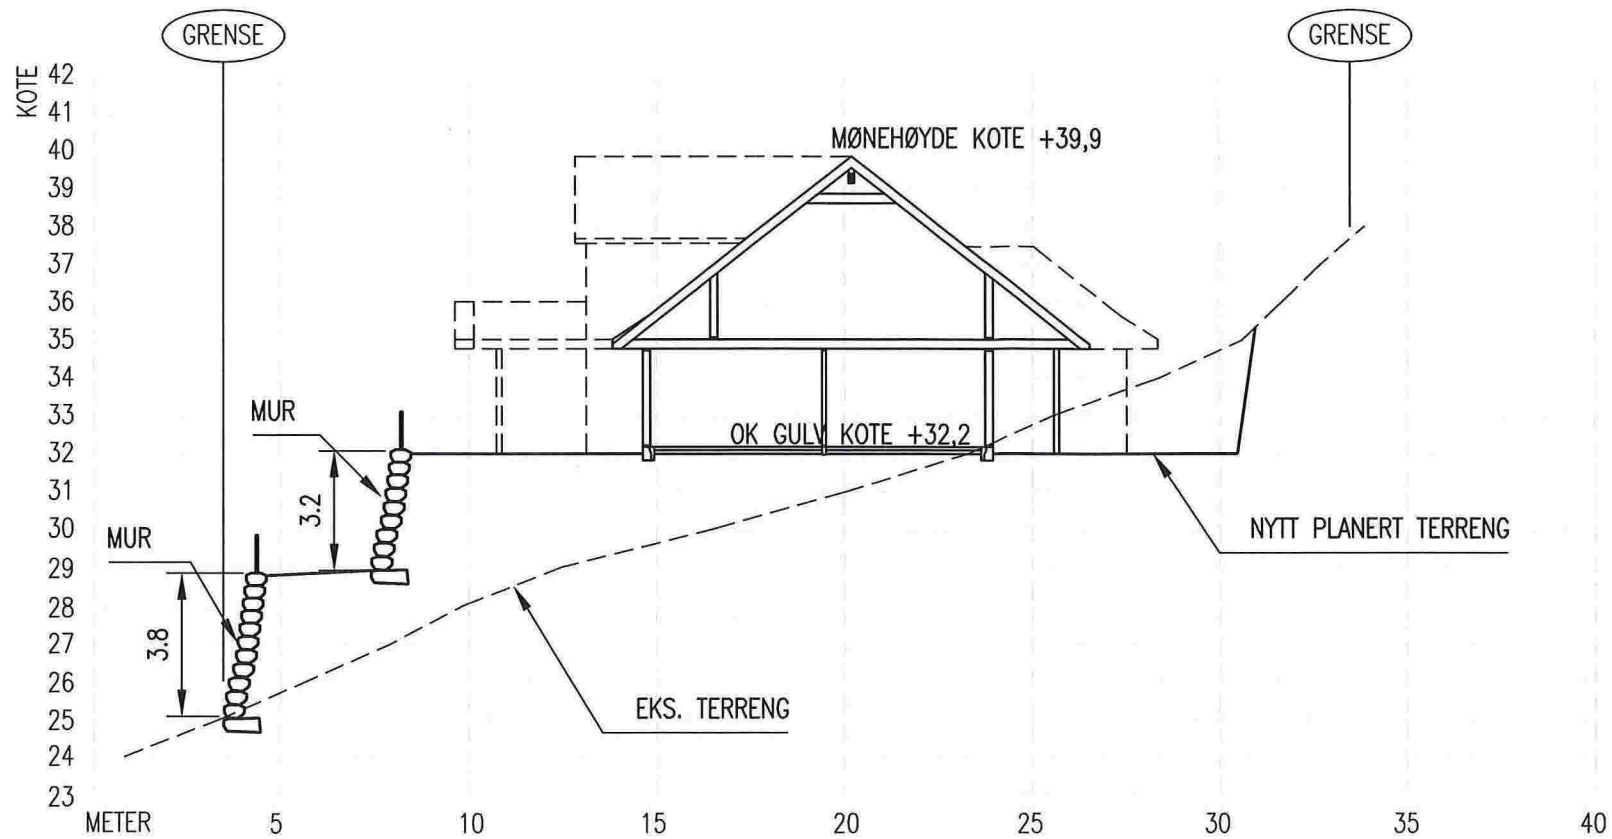 GRENSE
GRENSE
KOTE
42
41
40
39
38
37
36
35
34
33
32
31
30
29
28
27
26
25
24
23
MØNEHØYDE KOTE +39,9
MUR
OK GULV KOTE +32,2
3.2
MUR
NYTT PLANERT TERRENG
3.8
EKS. TERRENG
METER 5 10 15 20 25 30 35 40